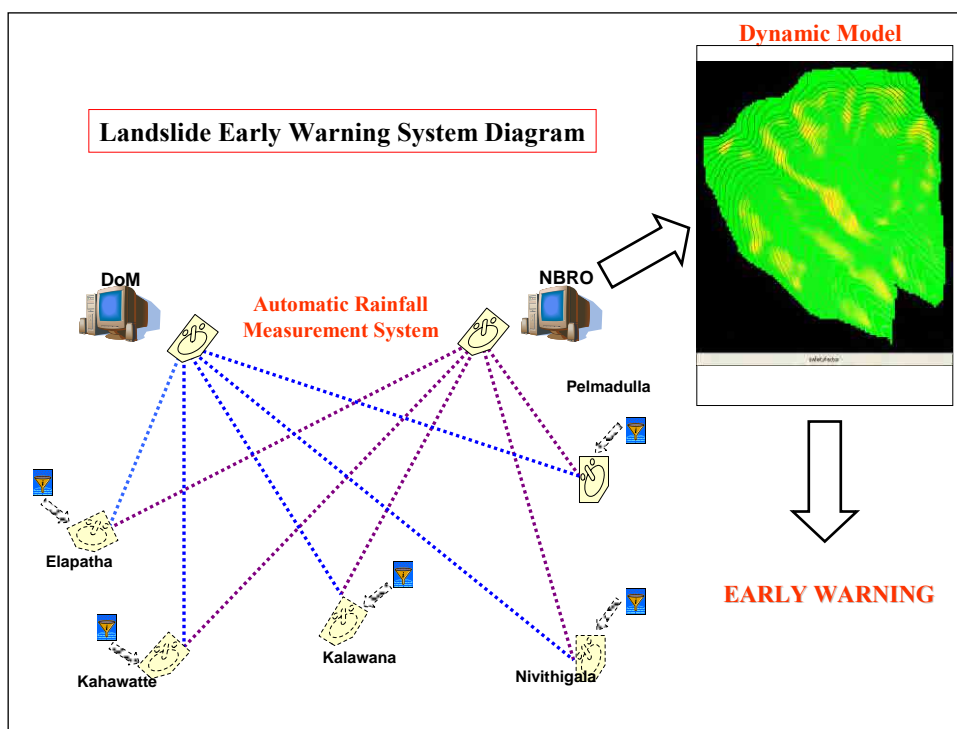 Dynamic Model
Landslide Early Warning System Diagram
DoM
NBRO
Automatic Rainfall
Measurement System
Pelmadulla
Elapatha
EARLY WARNING
Kalawana
Kahawatte
Nivithigala